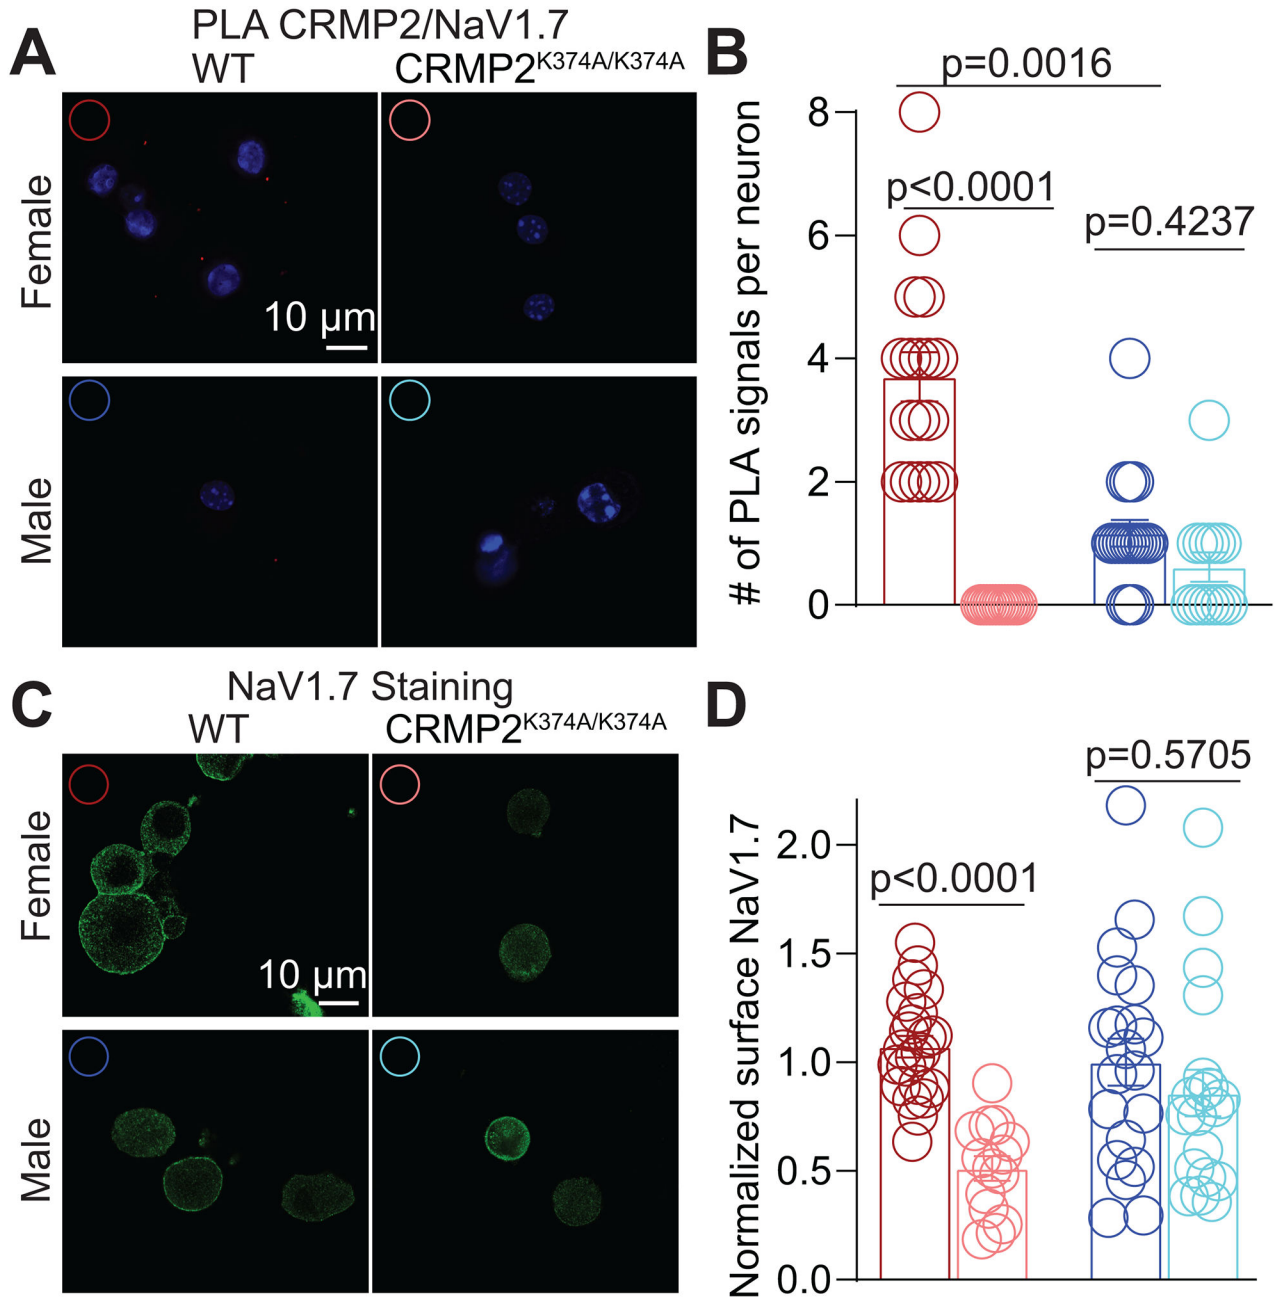 A
PLA CRMP2/NaV1.7
WT
CRMP2K374A/K374A
Female
10 µm
Male
B
p=0.0016
p<0.0001
p=0.4237
# of PLA signals per neuron
8
6
4
2
0
C
NaV1.7 Staining
WT
CRMP2K374A/K374A
Female
10 µm
Male
D
p=0.5705
p<0.0001
Normalized surface NaV1.7
2.0
1.5
1.0
0.5
0.0